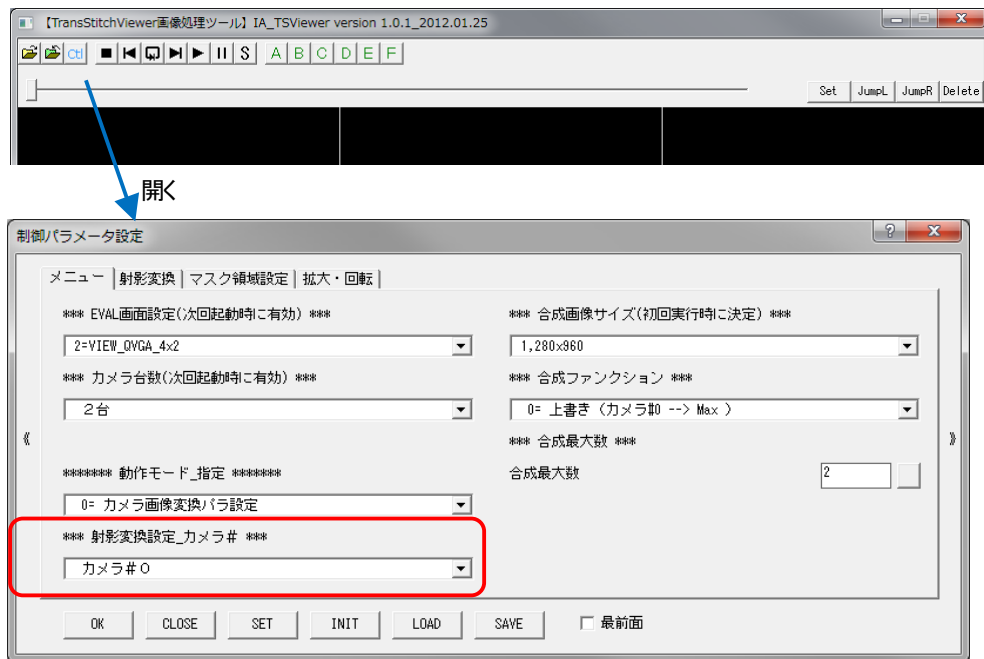 【TransStitchViewer画像処理ツール】IA_TSViewer version 1.0.1_2012.01.25
Ctl S A B C D E F
Set JumpL JumpR Delete
開く
制御パラメータ設定
メニュー 射影変換 マスク領域設定 拡大・回転
*** EVAL画面設定(次回起動時に有効) ***
2=VIEW_QVGA_4x2
*** カメラ台数(次回起動時に有効) ***
2台
******* 動作モード_指定 *******
0= カメラ画像変換パラ設定
*** 射影変換設定_カメラ# ***
カメラ#0
*** 合成画像サイズ(初回実行時に決定) ***
1,280x960
*** 合成ファンクション ***
0= 上書き (カメラ#0 --> Max )
*** 合成最大数 ***
合成最大数 2
《 》
OK CLOSE SET INIT LOAD SAVE 最前面